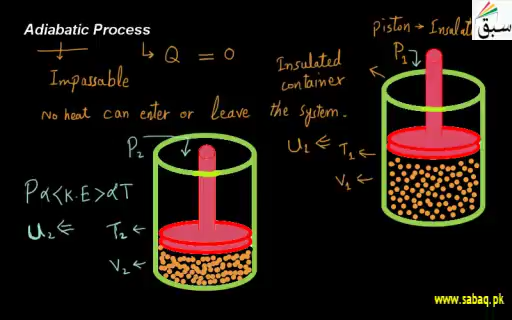 Adiabatic Process
Piston → Insulat
سبق
↳ Q = 0
Impassable
Insulated
container
P₁
No heat can enter or leave the system.
P₂
U₁ ⇐ T₁ ←
V₁ ←
P α <K.E> α T
U₂ ⇐ T₂ ←
V₂ ←
www.sabaq.pk